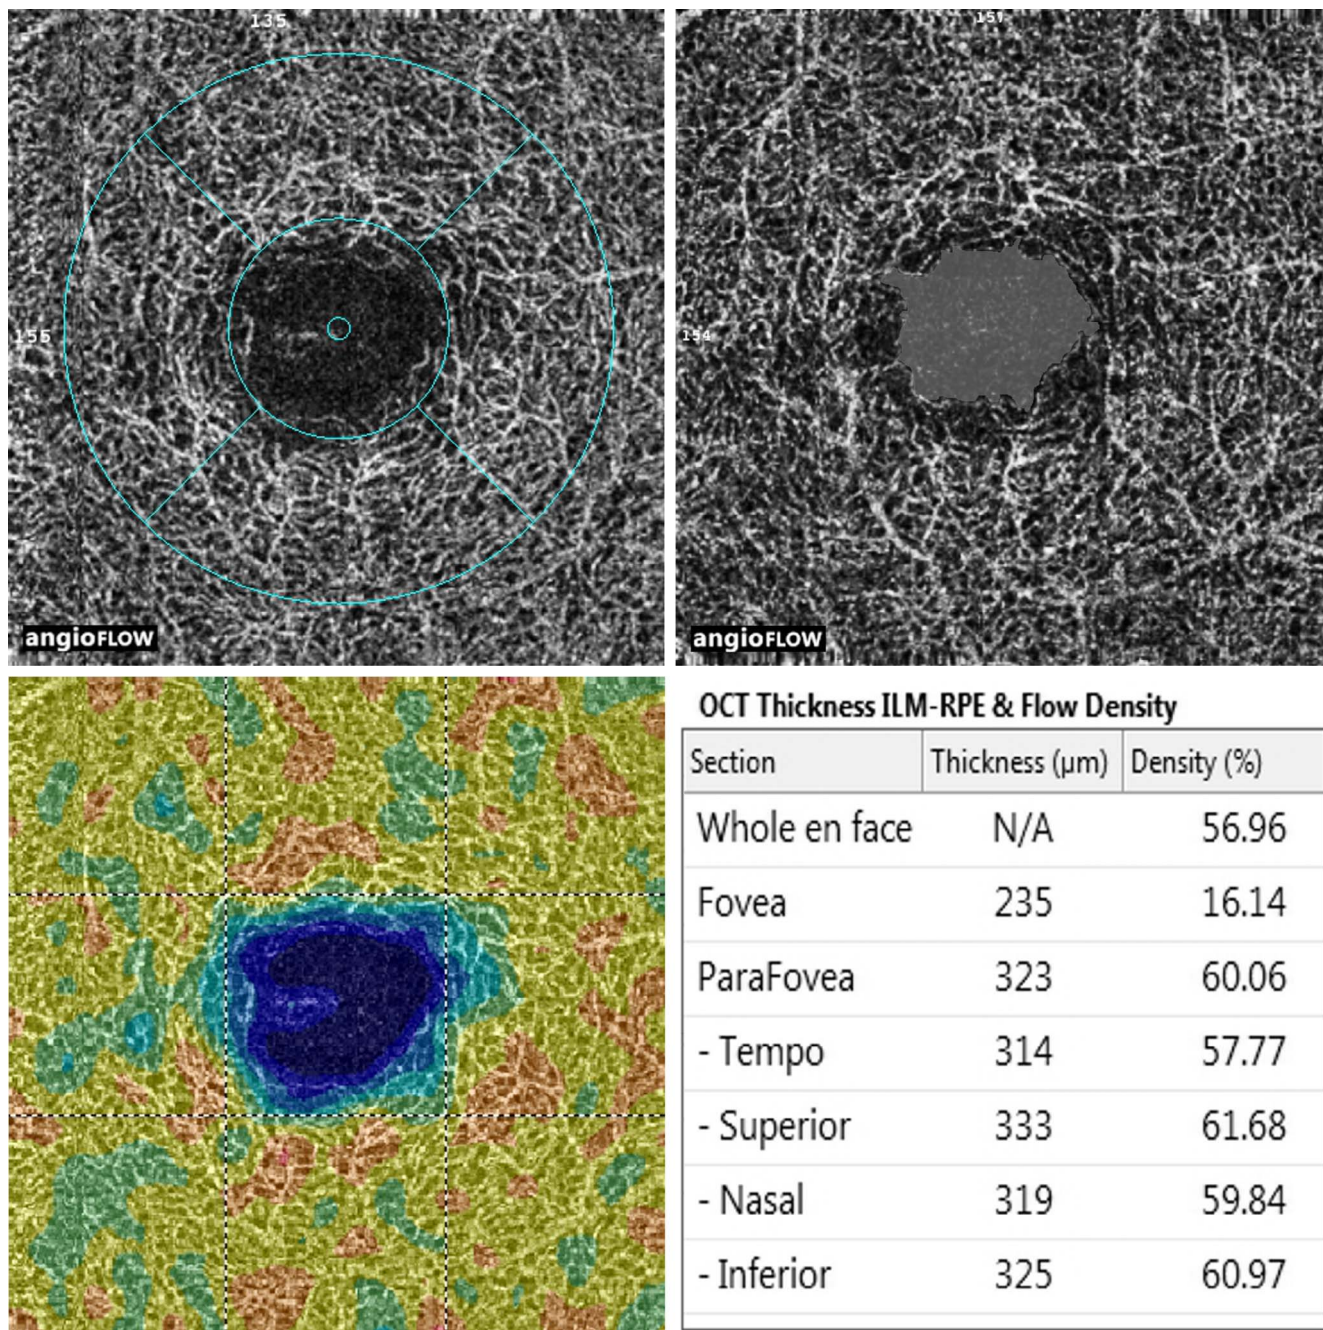 135
155
angioFLOW
151
154
angioFLOW
OCT Thickness ILM-RPE & Flow Density
Section Thickness (µm) Density (%)
Whole en face N/A 56.96
Fovea 235 16.14
ParaFovea 323 60.06
- Tempo 314 57.77
- Superior 333 61.68
- Nasal 319 59.84
- Inferior 325 60.97